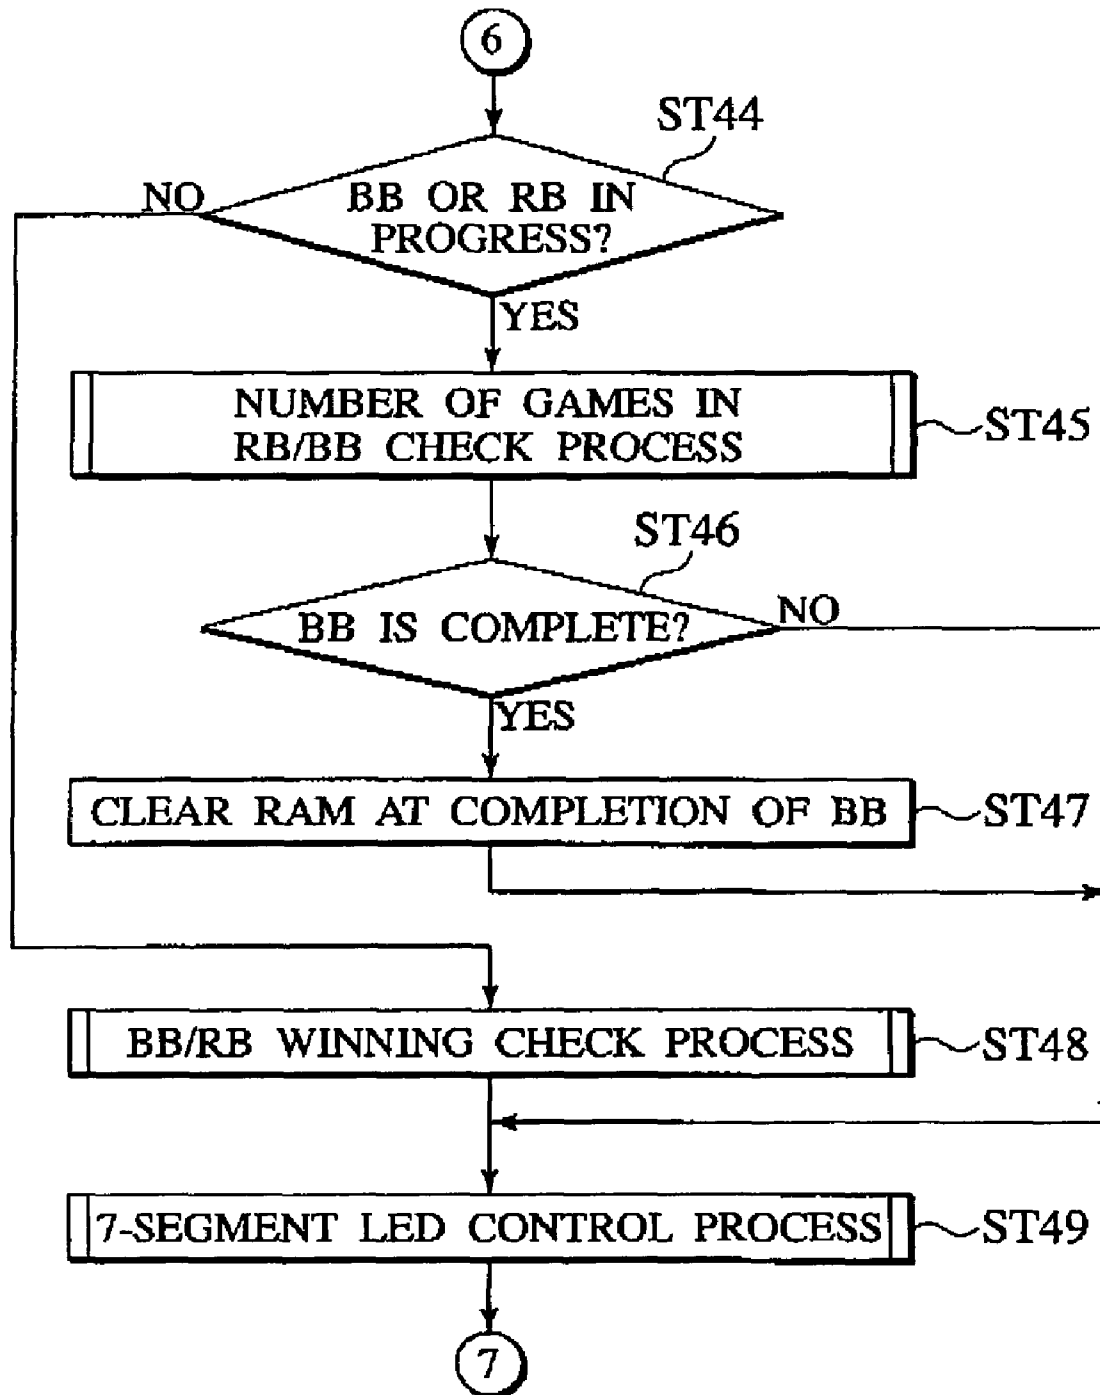 6
ST44
NO
BB OR RB IN
PROGRESS?
YES
NUMBER OF GAMES IN
RB/BB CHECK PROCESS
ST45
ST46
BB IS COMPLETE?
NO
YES
CLEAR RAM AT COMPLETION OF BB
ST47
BB/RB WINNING CHECK PROCESS
ST48
7-SEGMENT LED CONTROL PROCESS
ST49
7